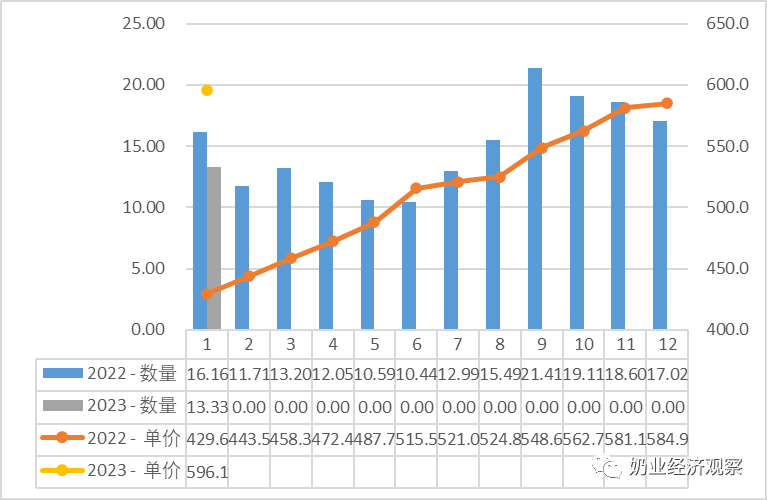 25.00 650.0
20.00 600.0
15.00 550.0
10.00 500.0
5.00 450.0
0.00 400.0
1 2 3 4 5 6 7 8 9 10 11 12
2022 - 数量 16.16 11.71 13.20 12.05 10.59 10.44 12.99 15.49 21.41 19.11 18.60 17.02
2023 - 数量 13.33 0.00 0.00 0.00 0.00 0.00 0.00 0.00 0.00 0.00 0.00 0.00
2022 - 单价 429.6 443.5 458.3 472.4 487.7 515.5 521.0 524.8 548.6 562.7 581.1 584.9
2023 - 单价 596.1
奶业经济观察